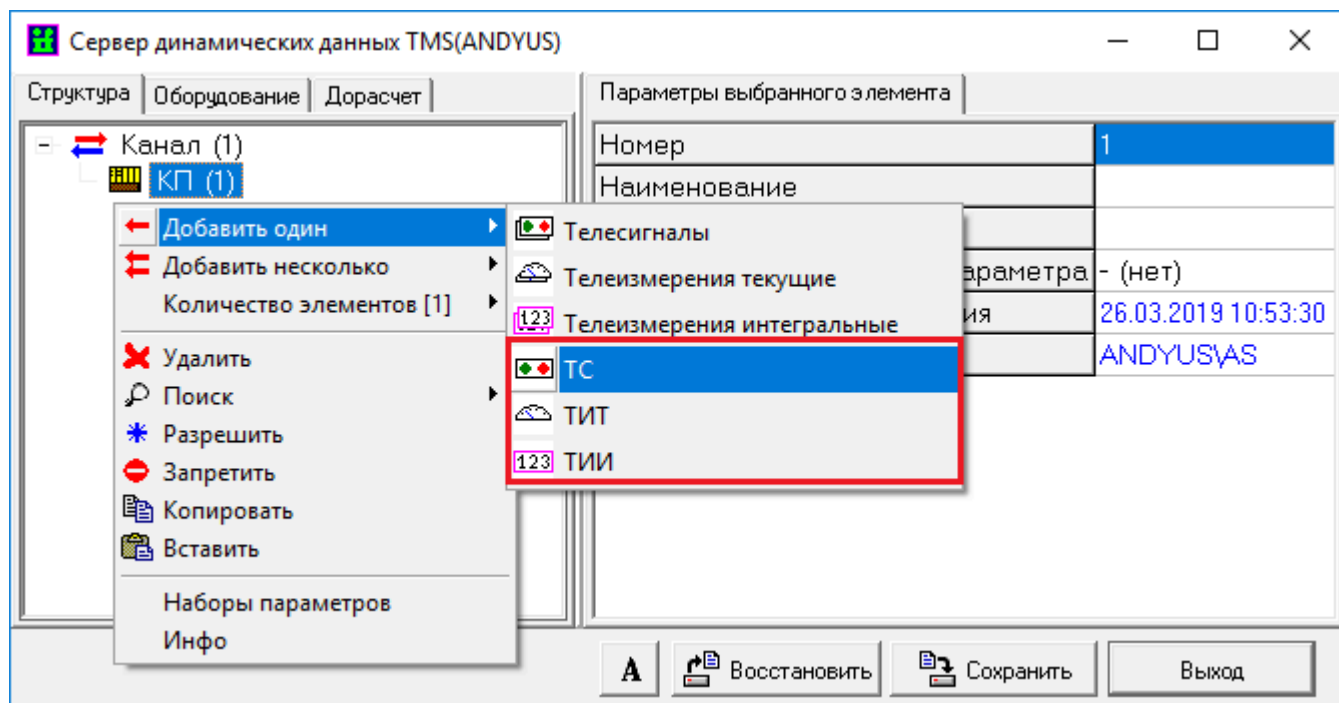 Сервер динамических данных TMS(ANDYUS)
Структура Оборудование Дорасчет
Параметры выбранного элемента
Канал (1)
КП (1)
Номер 1
Наименование
араметра - (нет)
ия 26.03.2019 10:53:30
ANDYUS\AS
Добавить один
Добавить несколько
Количество элементов [1]
Удалить
Поиск
Разрешить
Запретить
Копировать
Вставить
Наборы параметров
Инфо
Телесигналы
Телеизмерения текущие
123 Телеизмерения интегральные
ТС
ТИТ
123 ТИИ
A Восстановить Сохранить Выход